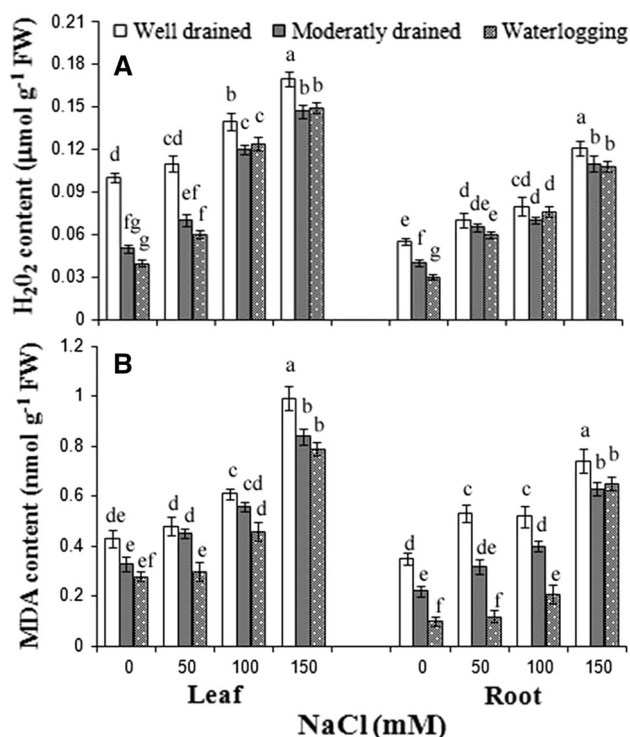 Well drained Moderatly drained Waterlogging
A
H₂0₂ content (µmol g⁻¹ FW)
0.21
0.18
0.15
0.12
0.09
0.06
0.03
0
d fg g cd ef f b c c a b b
e f g d de e cd d d a b b
B
MDA content (nmol g⁻¹ FW)
1.2
1
0.8
0.6
0.4
0.2
0
de e ef d d e c cd d a b b
d e f c de f c d e a b b
0 50 100 150 0 50 100 150
Leaf Root
NaCl (mM)